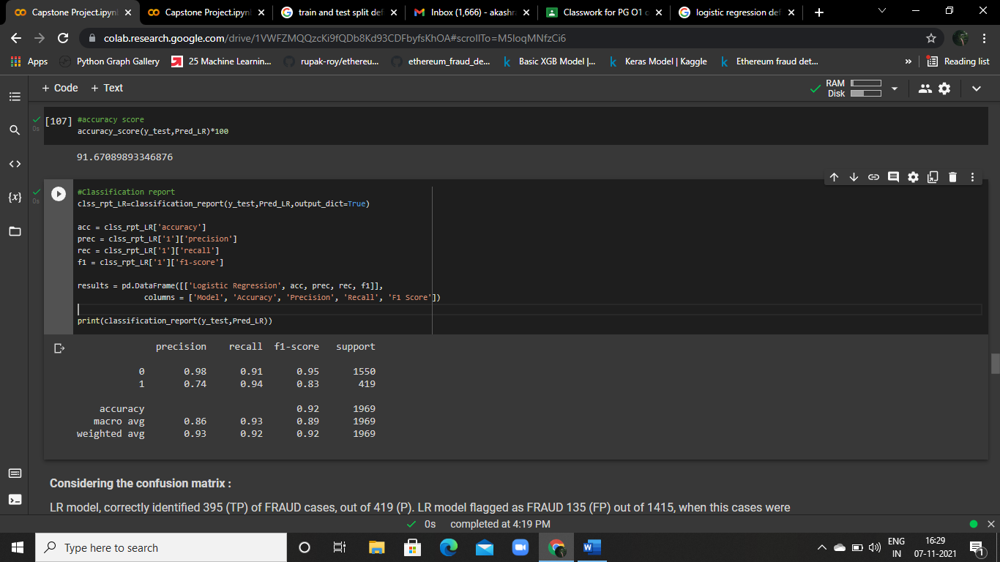 Capstone Project.ipynl
Capstone Project.ipynl
train and test split def
Inbox (1,666) - akashra
Classwork for PG O1 c
logistic regression def
colab.research.google.com/drive/1VWFZMQQzcKi9fQDb8Kd93CDFbyfsKhOA#scrollTo=M5IoqMNfzCi6
Apps
Python Graph Gallery
25 Machine Learnin...
rupak-roy/ethereu...
ethereum_fraud_de...
Basic XGB Model |...
Keras Model | Kaggle
Ethereum fraud det...
»
Reading list
+ Code + Text
RAM
Disk
[107] #accuracy score
0s accuracy_score(y_test,Pred_LR)*100
91.67089893346876
#Classification report
0s clss_rpt_LR=classification_report(y_test,Pred_LR,output_dict=True)
acc = clss_rpt_LR['accuracy']
prec = clss_rpt_LR['1']['precision']
rec = clss_rpt_LR['1']['recall']
f1 = clss_rpt_LR['1']['f1-score']
results = pd.DataFrame([['Logistic Regression', acc, prec, rec, f1]],
columns = ['Model', 'Accuracy', 'Precision', 'Recall', 'F1 Score'])
print(classification_report(y_test,Pred_LR))
precision recall f1-score support
0 0.98 0.91 0.95 1550
1 0.74 0.94 0.83 419
accuracy 0.92 1969
macro avg 0.86 0.93 0.89 1969
weighted avg 0.93 0.92 0.92 1969
Considering the confusion matrix :
LR model, correctly identified 395 (TP) of FRAUD cases, out of 419 (P). LR model flagged as FRAUD 135 (FP) out of 1415, when this cases were
0s completed at 4:19 PM
Type here to search
ENG
IN
16:29
07-11-2021
1